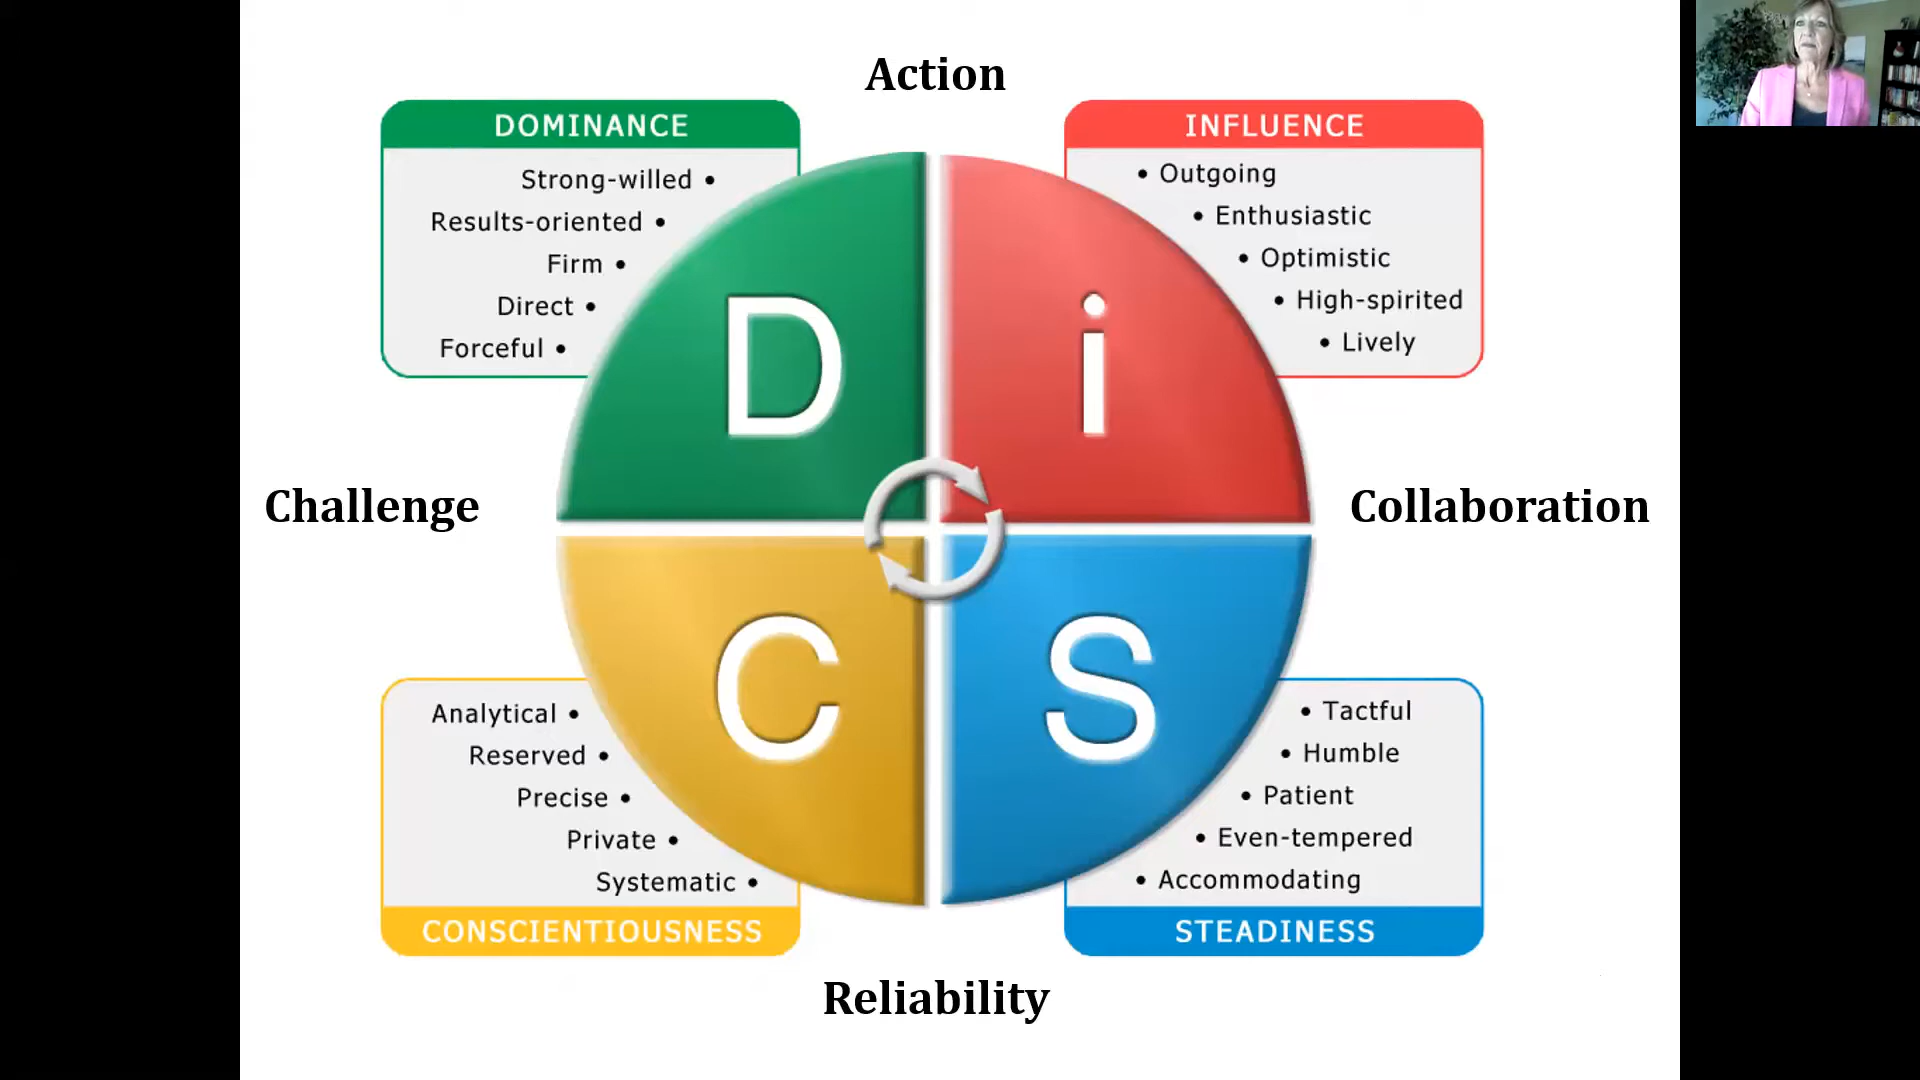 Action
DOMINANCE
Strong-willed •
Results-oriented •
Firm •
Direct •
Forceful •
INFLUENCE
• Outgoing
• Enthusiastic
• Optimistic
• High-spirited
• Lively
D
i
Challenge
Collaboration
C
S
Analytical •
Reserved •
Precise •
Private •
Systematic •
CONSCIENTIOUSNESS
• Tactful
• Humble
• Patient
• Even-tempered
• Accommodating
STEADINESS
Reliability